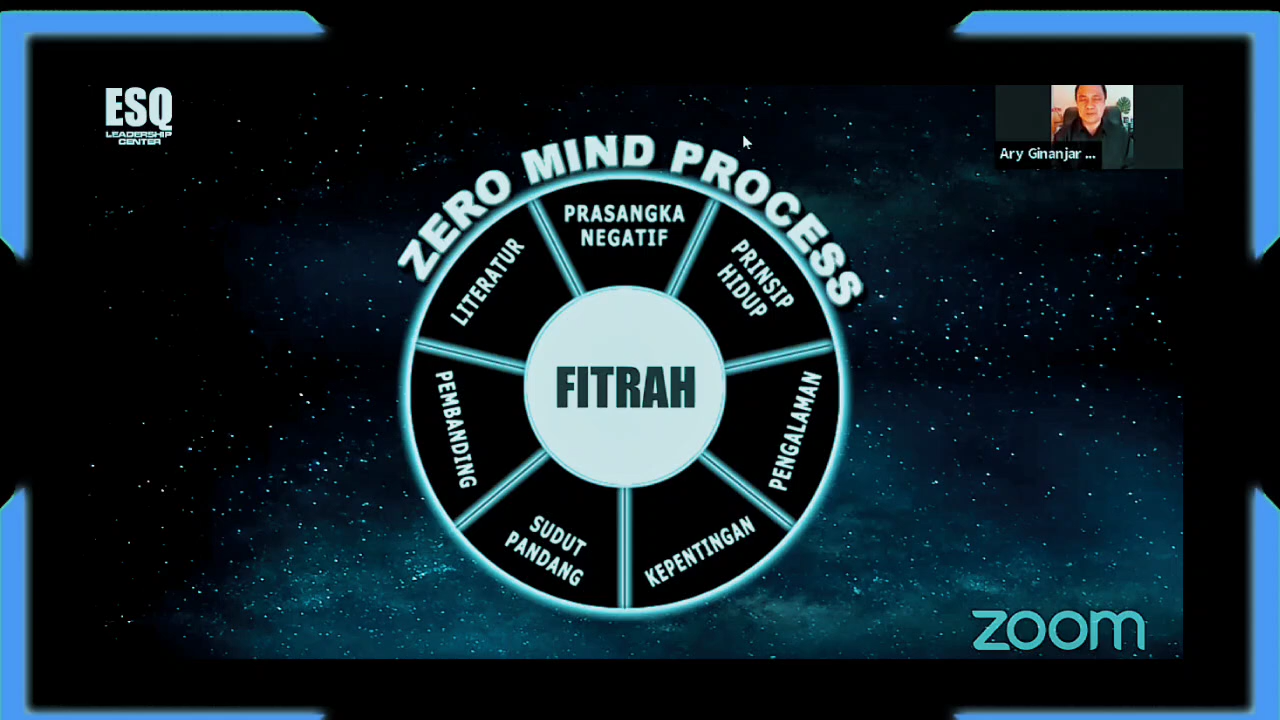 ESQ
LEADERSHIP
CENTER
Ary Ginanjar ...
ZERO MIND PROCESS
PRASANGKA
NEGATIF
PRINSIP
HIDUP
PENGALAMAN
KEPENTINGAN
SUDUT
PANDANG
PEMBANDING
LITERATUR
FITRAH
zoom